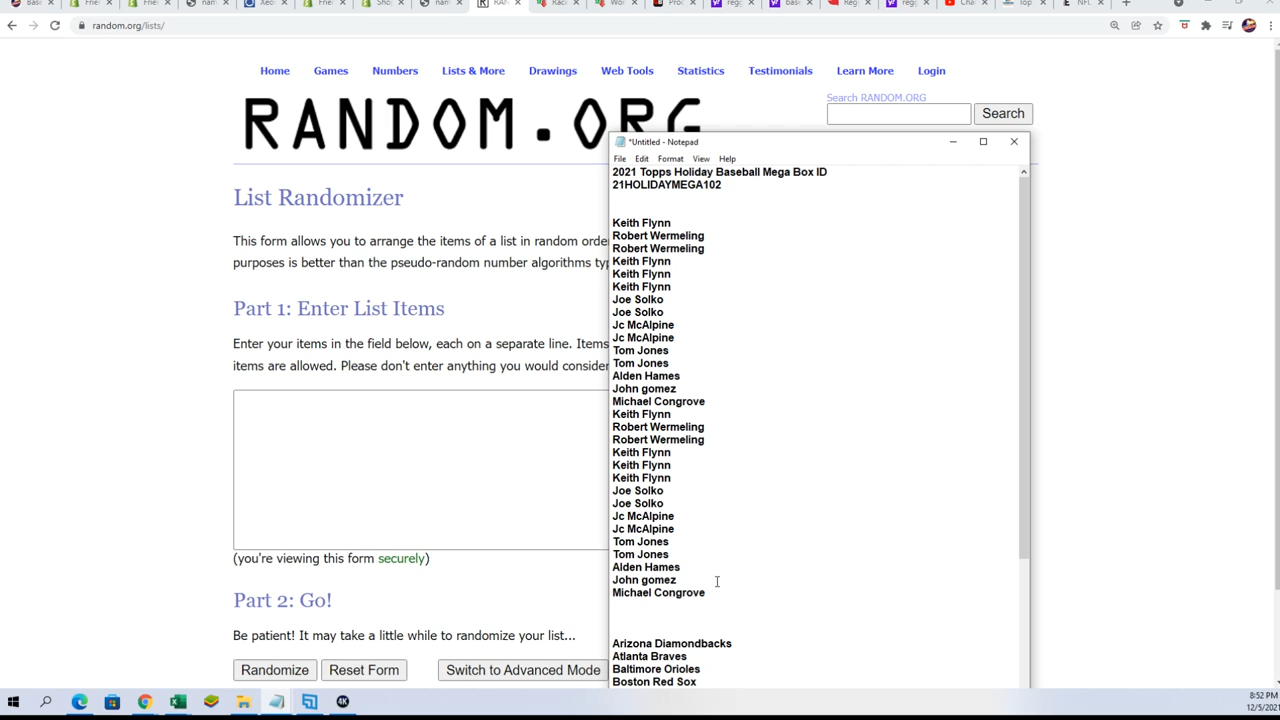 random.org/lists/
Home Games Numbers Lists & More Drawings Web Tools Statistics Testimonials Learn More Login
Search RANDOM.ORG
Search
RANDOM.ORG
*Untitled - Notepad
File Edit Format View Help
2021 Topps Holiday Baseball Mega Box ID
21HOLIDAYMEGA102
Keith Flynn
Robert Wermeling
Robert Wermeling
Keith Flynn
Keith Flynn
Keith Flynn
Joe Solko
Joe Solko
Jc McAlpine
Jc McAlpine
Tom Jones
Tom Jones
Alden Hames
John gomez
Michael Congrove
Keith Flynn
Robert Wermeling
Robert Wermeling
Keith Flynn
Keith Flynn
Keith Flynn
Joe Solko
Joe Solko
Jc McAlpine
Jc McAlpine
Tom Jones
Tom Jones
Alden Hames
John gomez
Michael Congrove
Arizona Diamondbacks
Atlanta Braves
Baltimore Orioles
Boston Red Sox
List Randomizer
This form allows you to arrange the items of a list in random orde
purposes is better than the pseudo-random number algorithms ty
Part 1: Enter List Items
Enter your items in the field below, each on a separate line. Items
items are allowed. Please don't enter anything you would consider
(you're viewing this form securely)
Part 2: Go!
Be patient! It may take a little while to randomize your list...
Randomize Reset Form Switch to Advanced Mode
8:52 PM
12/5/2021